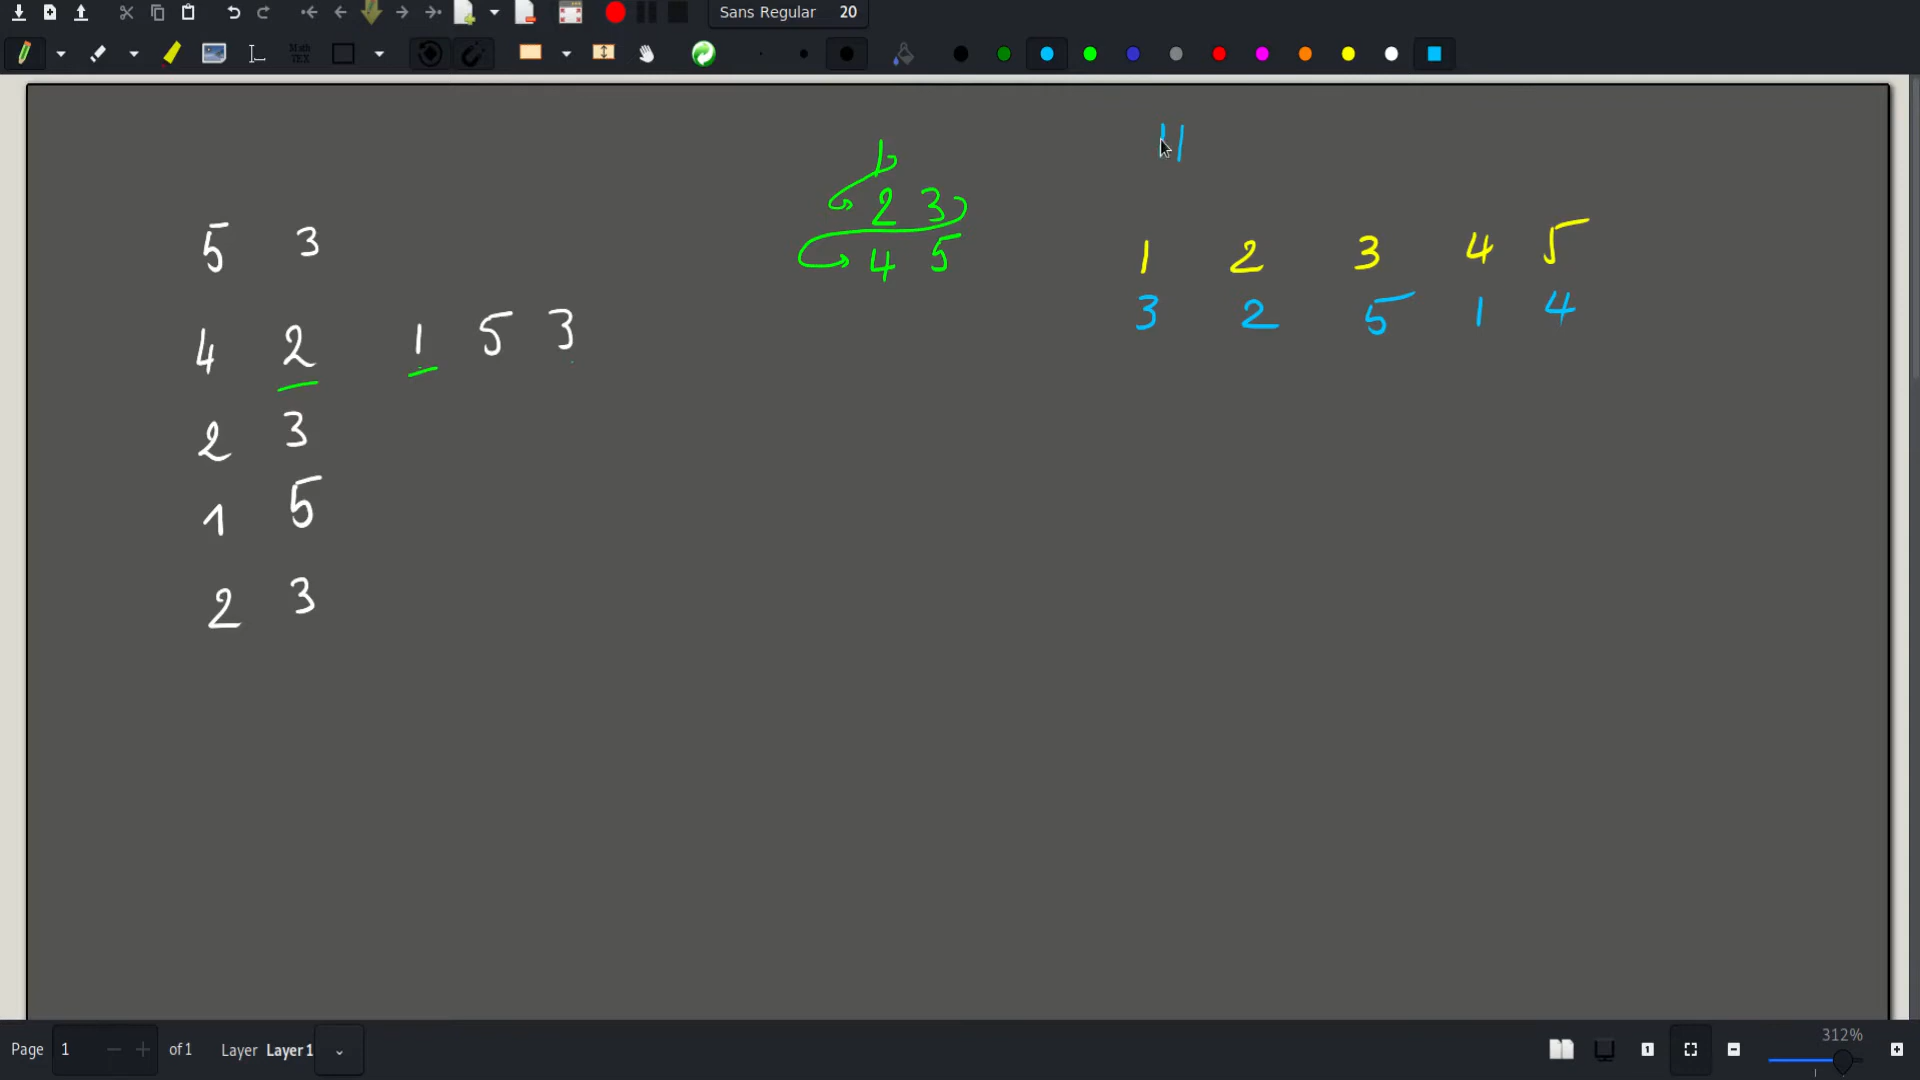 Sans Regular 20
Math TEX
1
2 3
4 5
5 3
4 2 1 5 3
2 3
1 5
2 3
1 2 3 4 5
3 2 5 1 4
Page 1 of 1 Layer Layer 1
312%